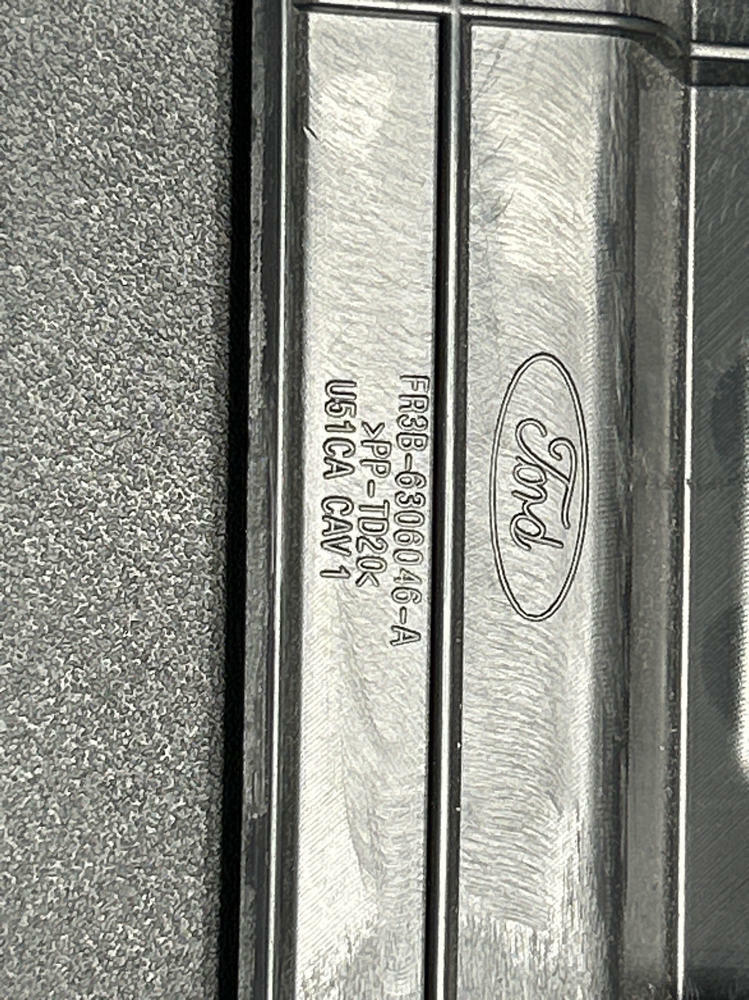 Ford
FR3B-6306046-A
>PP-TD20<
U51CA CAV 1